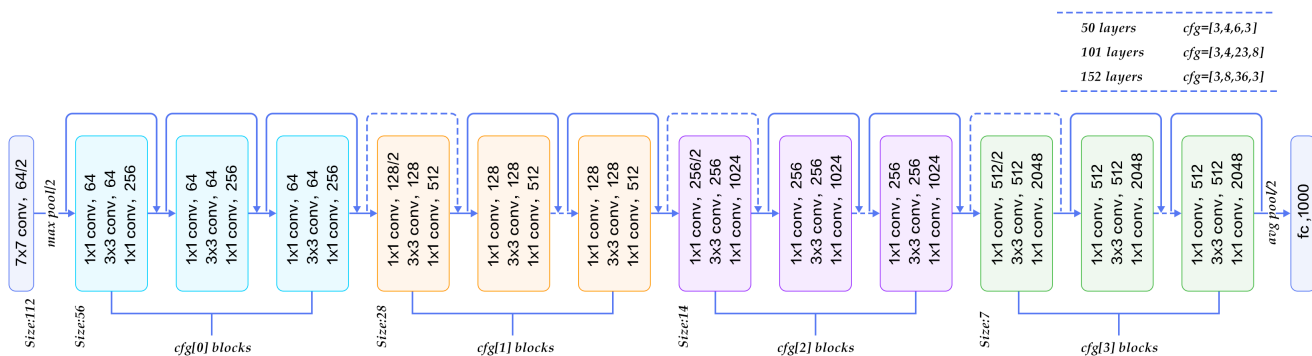 50 layers cfg=[3,4,6,3]
101 layers cfg=[3,4,23,8]
152 layers cfg=[3,8,36,3]
7x7 conv, 64/2
max pool/2
1x1 conv, 64
3x3 conv, 64
1x1 conv, 256
1x1 conv, 64
3x3 conv, 64
1x1 conv, 256
1x1 conv, 64
3x3 conv, 64
1x1 conv, 256
1x1 conv, 128/2
3x3 conv, 128
1x1 conv, 512
1x1 conv, 128
3x3 conv, 128
1x1 conv, 512
1x1 conv, 128
3x3 conv, 128
1x1 conv, 512
1x1 conv, 256/2
3x3 conv, 256
1x1 conv, 1024
1x1 conv, 256
3x3 conv, 256
1x1 conv, 1024
1x1 conv, 256
3x3 conv, 256
1x1 conv, 1024
1x1 conv, 512/2
3x3 conv, 512
1x1 conv, 2048
1x1 conv, 512
3x3 conv, 512
1x1 conv, 2048
1x1 conv, 512
3x3 conv, 512
1x1 conv, 2048
avg pool/2
fc ,1000
Size:112
Size:56
Size:28
Size:14
Size:7
cfg[0] blocks
cfg[1] blocks
cfg[2] blocks
cfg[3] blocks